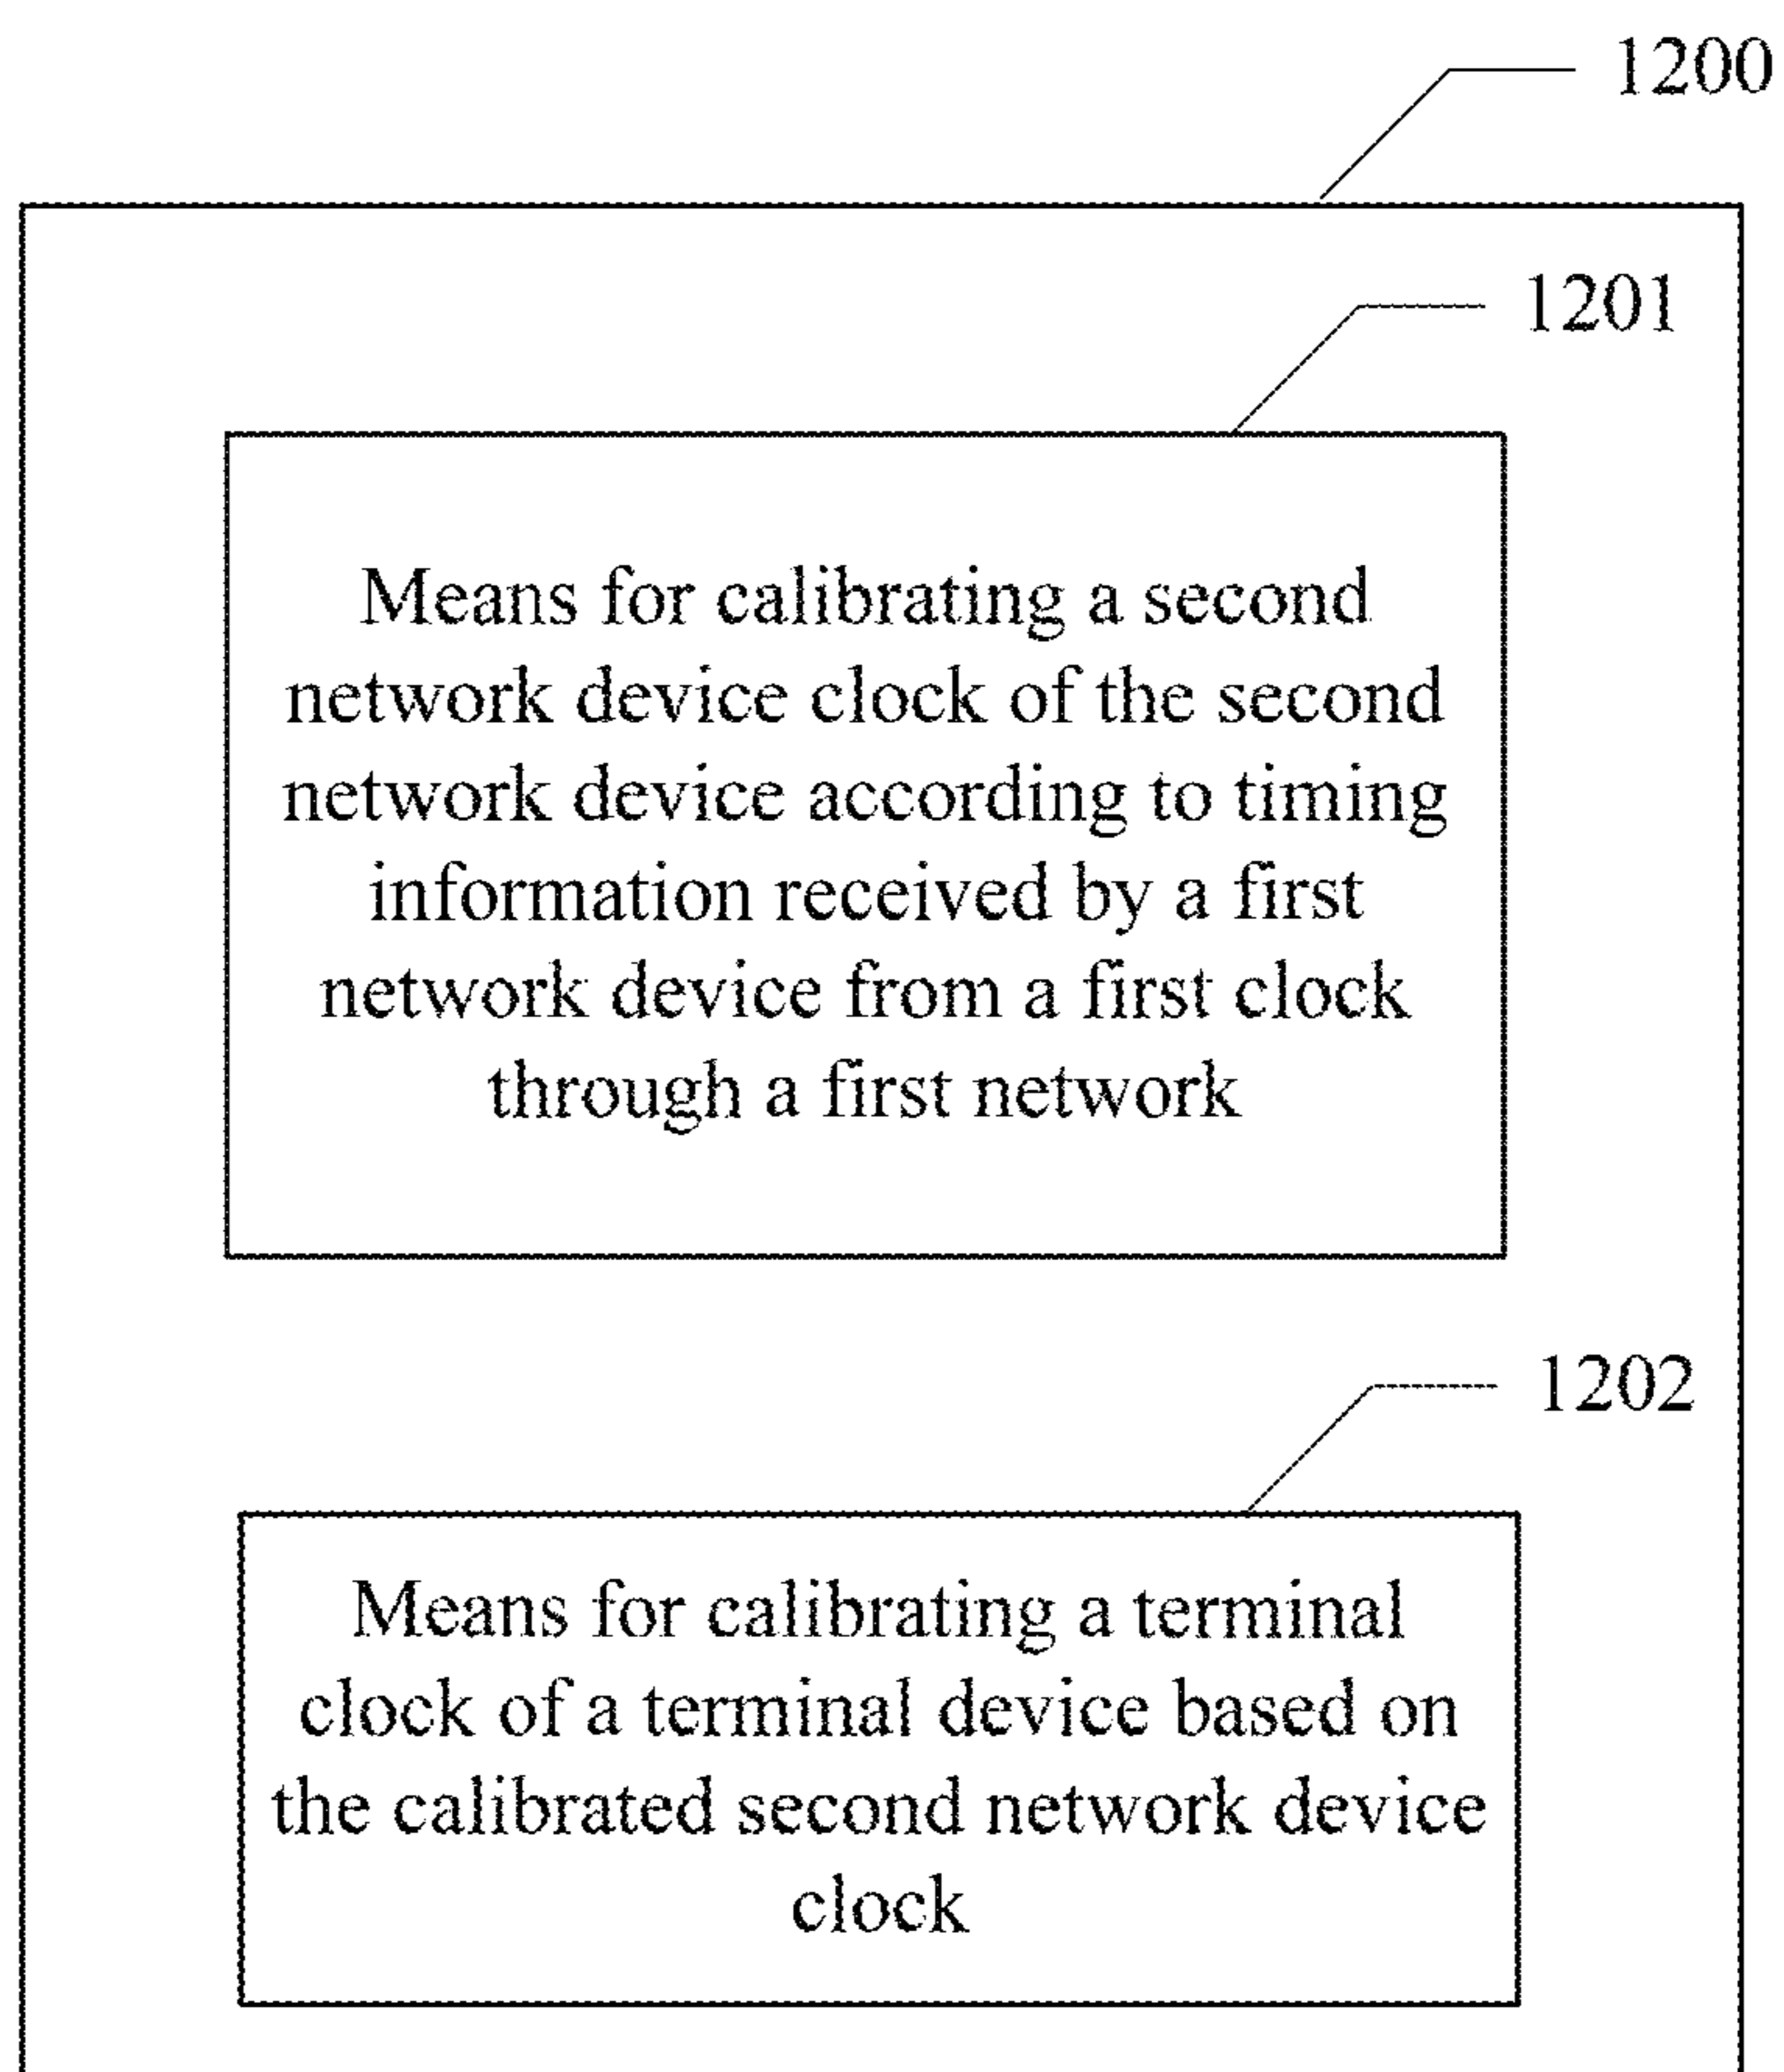 1200
1201
Means for calibrating a second
network device clock of the second
network device according to timing
information received by a first
network device from a first clock
through a first network
1202
Means for calibrating a terminal
clock of a terminal device based on
the calibrated second network device
clock